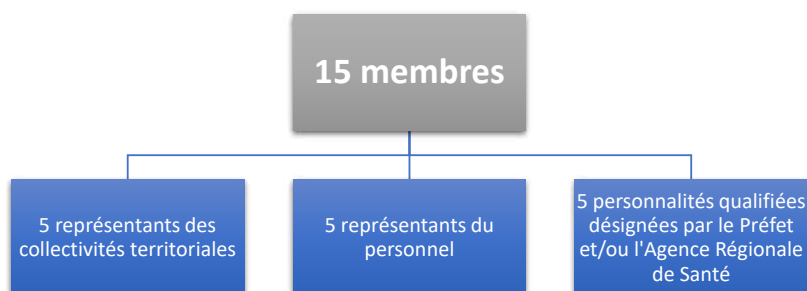 15 membres
5 représentants des
collectivités territoriales
5 représentants du
personnel
5 personnalités qualifiées
désignées par le Préfet
et/ou l'Agence Régionale
de Santé